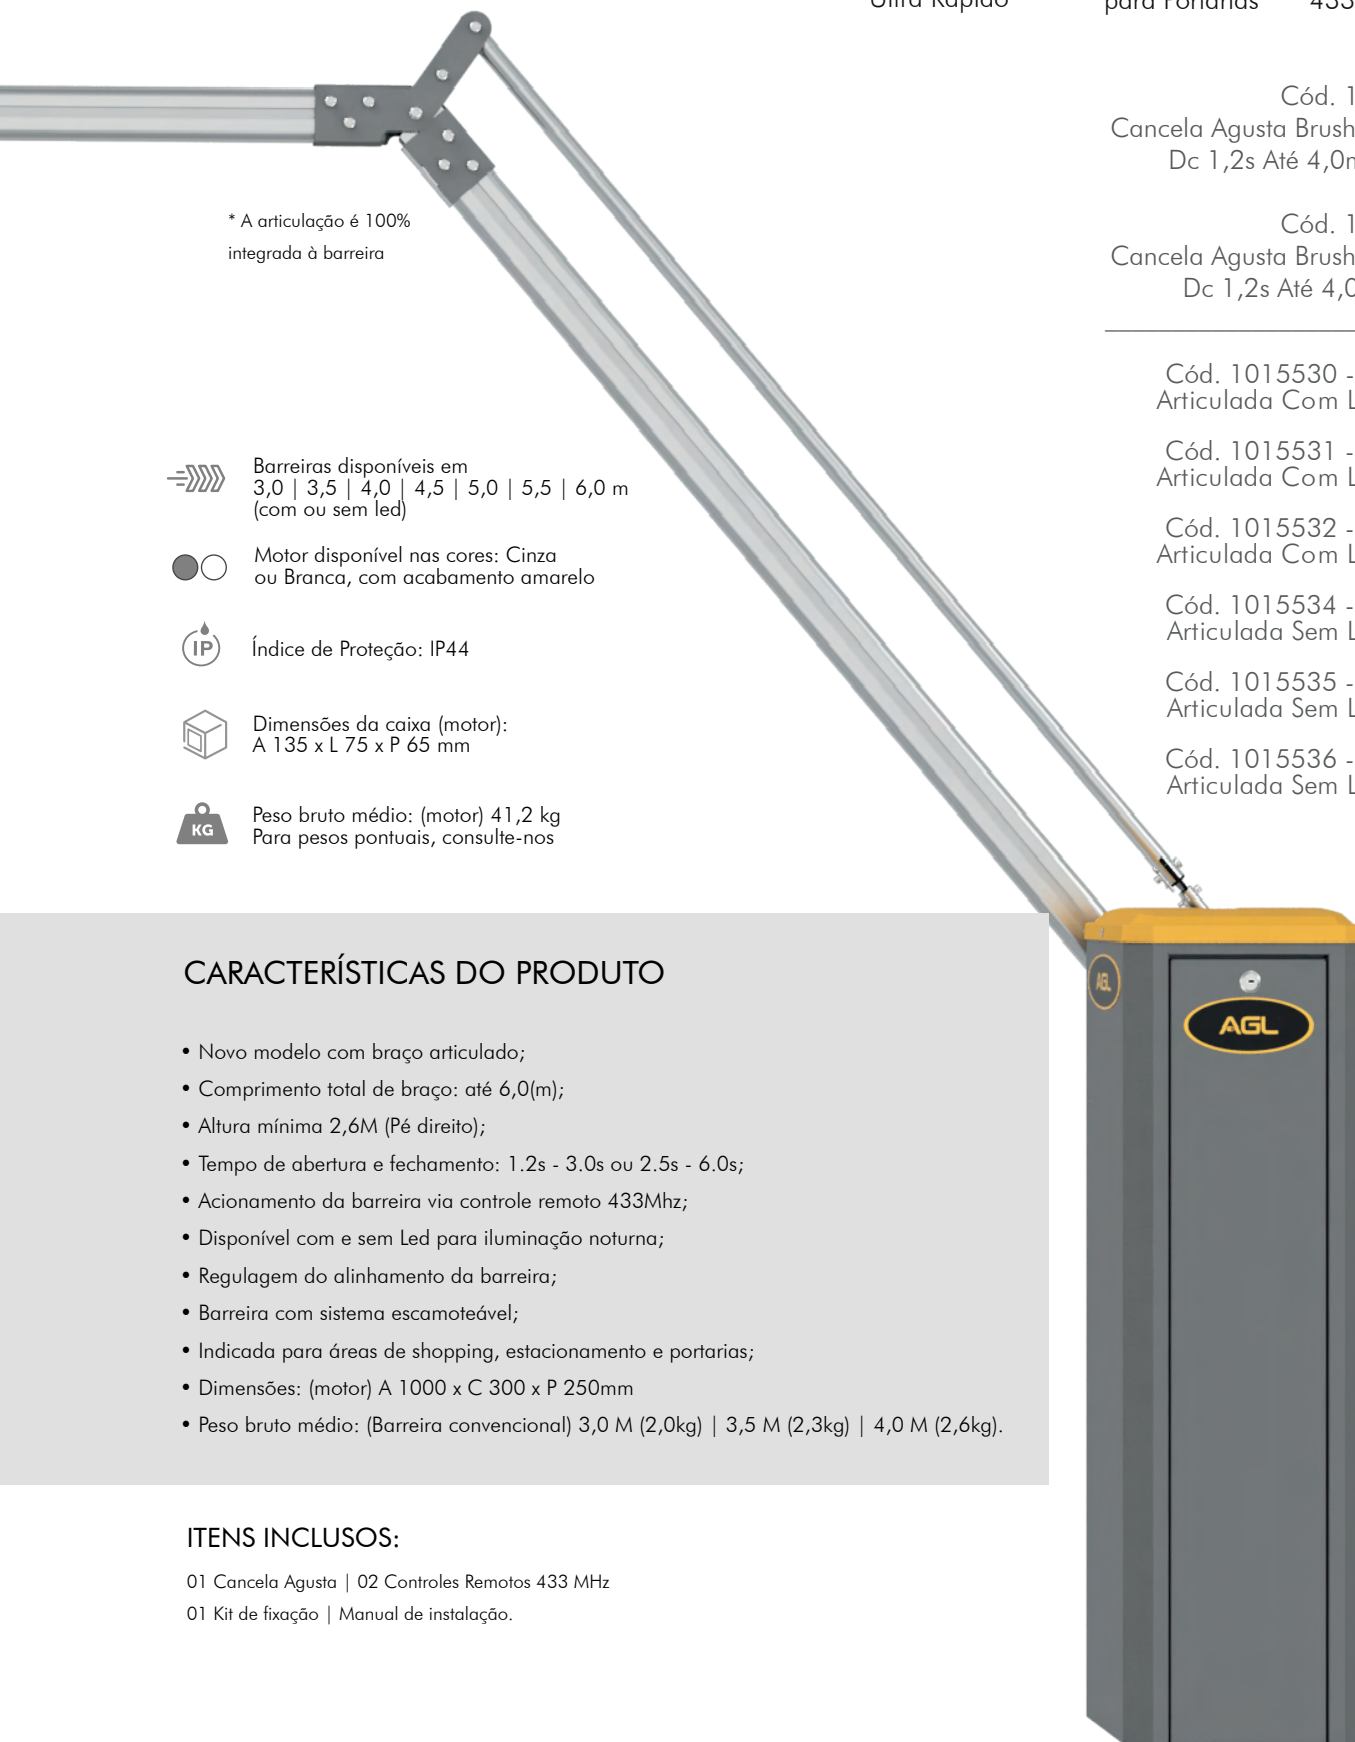 para Portarias
* A articulação é 100%
integrada à barreira
Barreiras disponíveis em
3,0 | 3,5 | 4,0 | 4,5 | 5,0 | 5,5 | 6,0 m
(com ou sem led)
Motor disponível nas cores: Cinza
ou Branca, com acabamento amarelo
IP
Índice de Proteção: IP44
Dimensões da caixa (motor):
A 135 x L 75 x P 65 mm
KG
Peso bruto médio: (motor) 41,2 kg
Para pesos pontuais, consulte-nos
Cód. 1
Cancela Agusta Brush
Dc 1,2s Até 4,0
Cód. 1
Cancela Agusta Brush
Dc 1,2s Até 4,0
Cód. 1015530 -
Articulada Com L
Cód. 1015531 -
Articulada Com L
Cód. 1015532 -
Articulada Com L
Cód. 1015534 -
Articulada Sem L
Cód. 1015535 -
Articulada Sem L
Cód. 1015536 -
Articulada Sem L
AGL
AGL
CARACTERÍSTICAS DO PRODUTO
• Novo modelo com braço articulado;
• Comprimento total de braço: até 6,0(m);
• Altura mínima 2,6M (Pé direito);
• Tempo de abertura e fechamento: 1.2s - 3.0s ou 2.5s - 6.0s;
• Acionamento da barreira via controle remoto 433Mhz;
• Disponível com e sem Led para iluminação noturna;
• Regulagem do alinhamento da barreira;
• Barreira com sistema escamoteável;
• Indicada para áreas de shopping, estacionamento e portarias;
• Dimensões: (motor) A 1000 x C 300 x P 250mm
• Peso bruto médio: (Barreira convencional) 3,0 M (2,0kg) | 3,5 M (2,3kg) | 4,0 M (2,6kg).
ITENS INCLUSOS:
01 Cancela Agusta | 02 Controles Remotos 433 MHz
01 Kit de fixação | Manual de instalação.